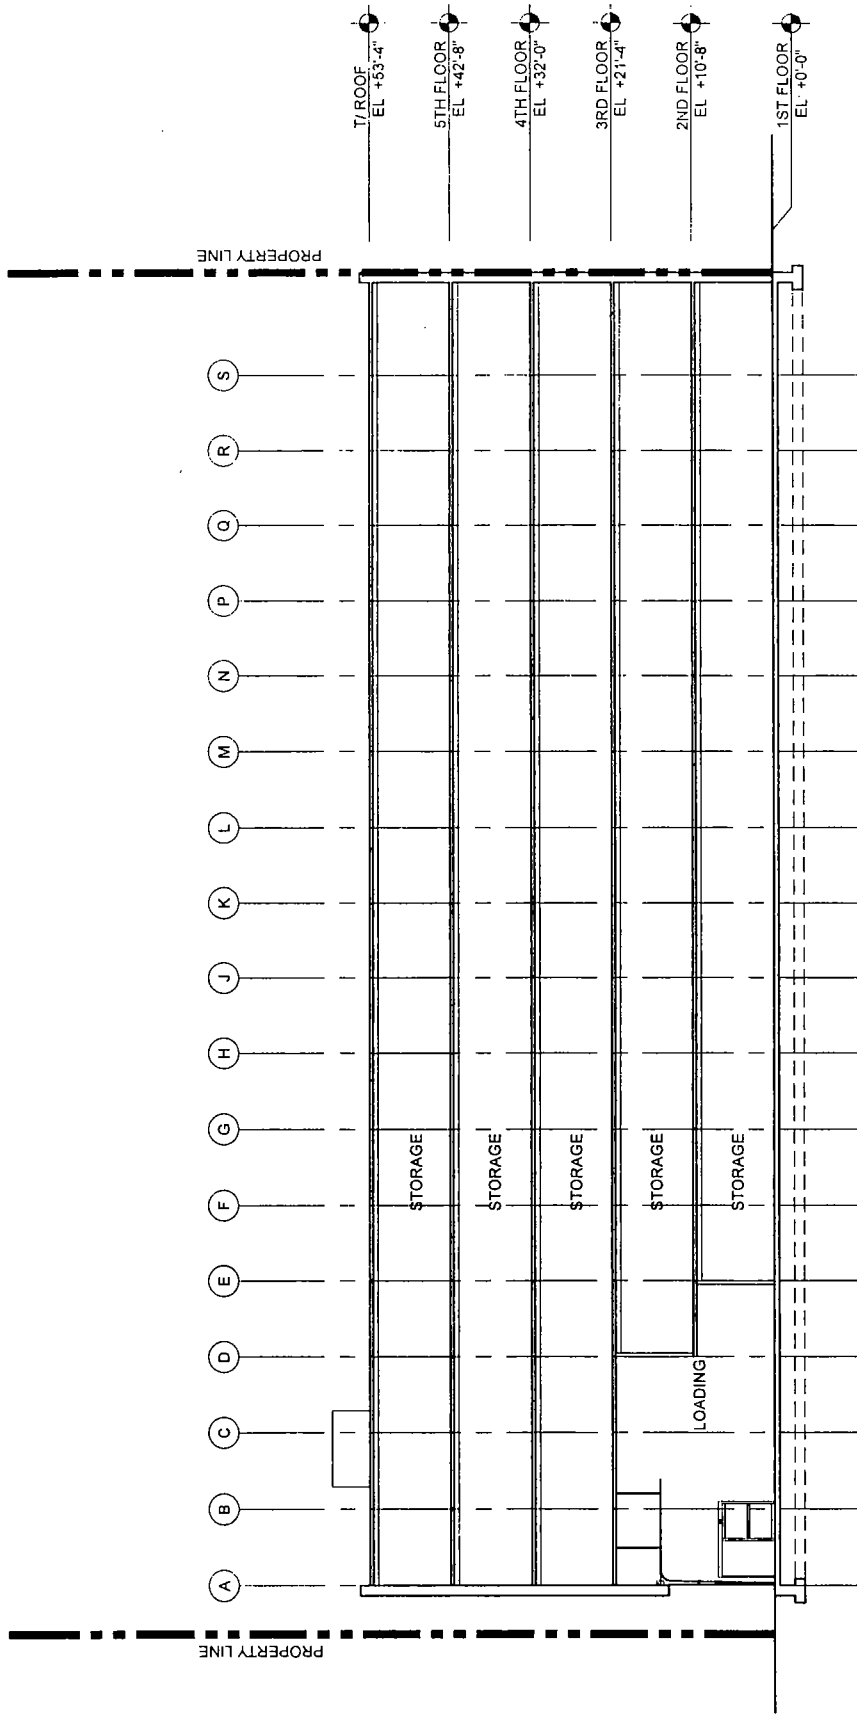 PROPERTY LINE
A
B
C
D
E
F
G
H
J
K
L
M
N
P
Q
R
S
PROPERTY LINE
T/ ROOF
EL +53'-4"
5TH FLOOR
EL +42'-8"
4TH FLOOR
EL +32'-0"
3RD FLOOR
EL +21'-4"
2ND FLOOR
EL +10'-8"
1ST FLOOR
EL +0'-0"
STORAGE
STORAGE
STORAGE
STORAGE
STORAGE
LOADING